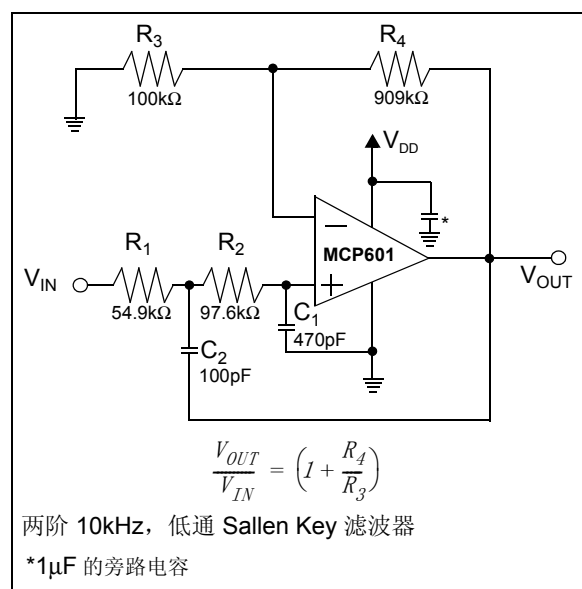 R3
100kΩ
R4
909kΩ
VDD
*
MCP601
VIN
R1
54.9kΩ
R2
97.6kΩ
C1
470pF
C2
100pF
VOUT
VOUT/VIN = (1 + R4/R3)
两阶 10kHz，低通 Sallen Key 滤波器
*1μF 的旁路电容